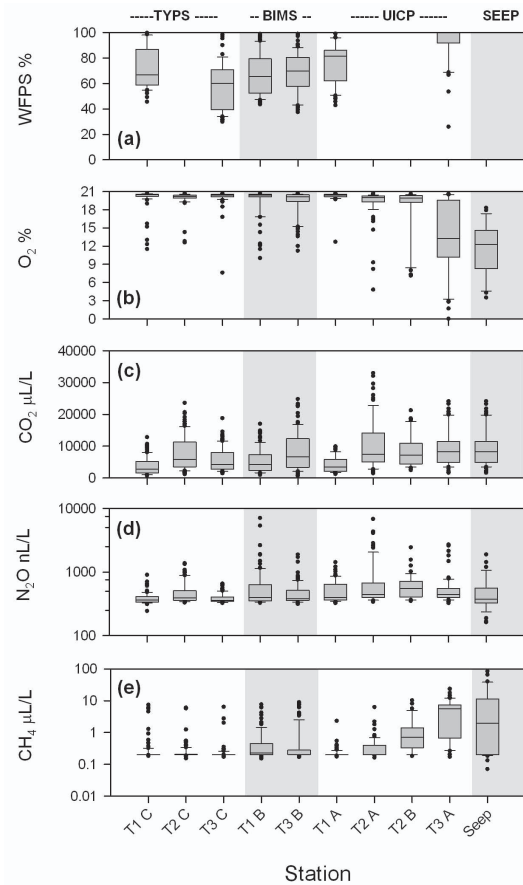 -----TYPS ----- -- BIMS -- ------ UICP ------ SEEP
WFPS %
100
80
60
40
20
0
(a)
O2 %
21
18
15
12
9
6
3
0
(b)
CO2 µL/L
40000
30000
20000
10000
0
(c)
N2O nL/L
10000
1000
100
(d)
CH4 µL/L
100
10
1
0.1
0.01
(e)
T1 C T2 C T3 C T1 B T3 B T1 A T2 A T2 B T3 A Seep
Station